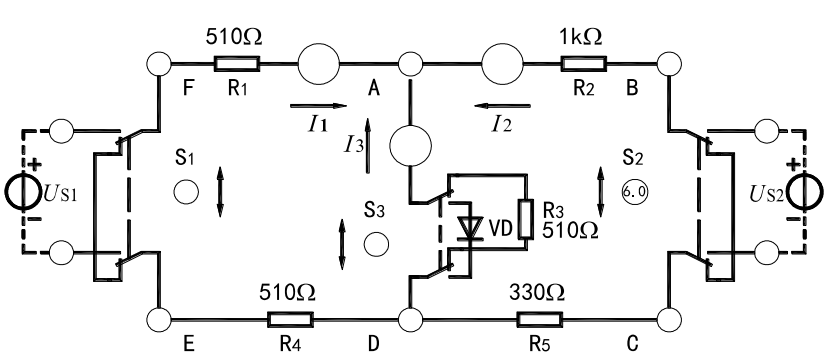 510Ω 1kΩ
F R1 A R2 B
I1 I3 I2
S1 S2
+ US1 − 6.0 US2 + −
S3 VD R3
510Ω
510Ω 330Ω
E R4 D R5 C